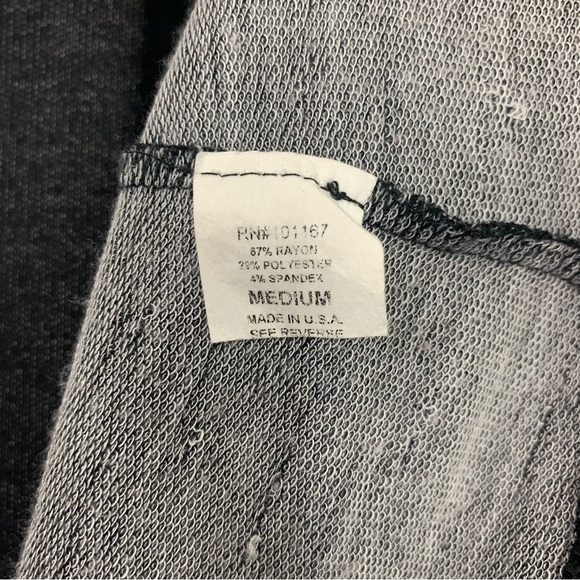 RN#101167
67% RAYON
29% POLYESTER
4% SPANDEX
MEDIUM
MADE IN U.S.A.
SEE REVERSE